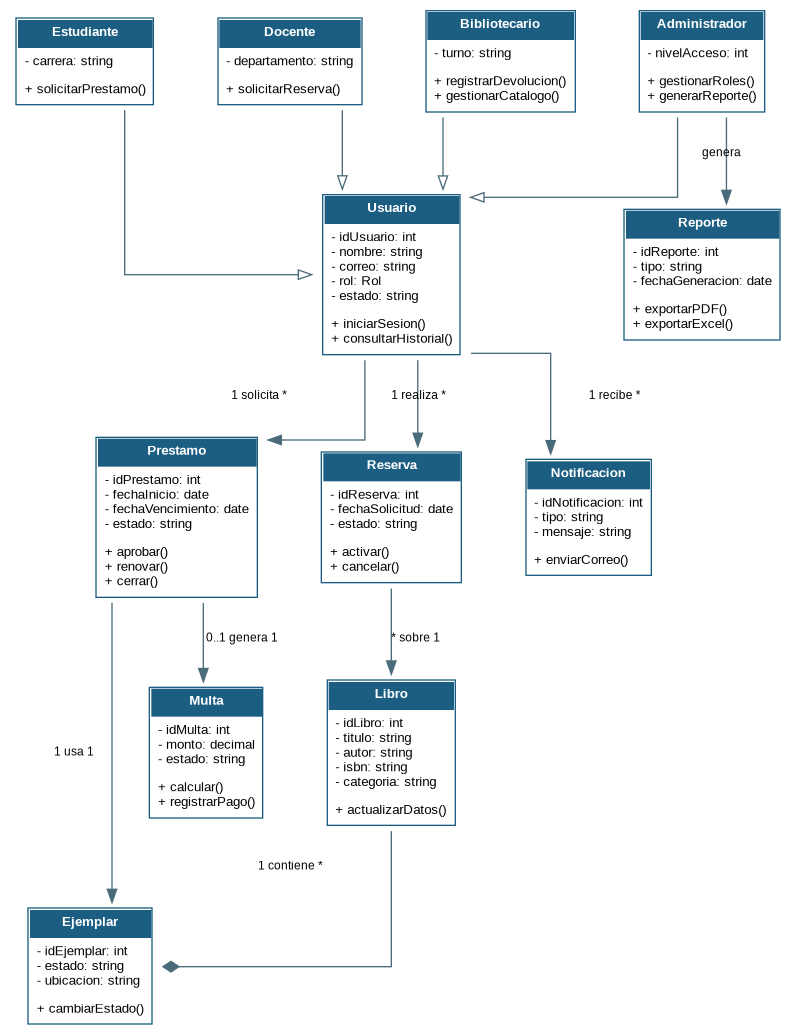 Estudiante
- carrera: string
+ solicitarPrestamo()
Docente
- departamento: string
+ solicitarReserva()
Bibliotecario
- turno: string
+ registrarDevolucion()
+ gestionarCatalogo()
Administrador
- nivelAcceso: int
+ gestionarRoles()
+ generarReporte()
genera
Usuario
- idUsuario: int
- nombre: string
- correo: string
- rol: Rol
- estado: string
+ iniciarSesion()
+ consultarHistorial()
Reporte
- idReporte: int
- tipo: string
- fechaGeneracion: date
+ exportarPDF()
+ exportarExcel()
1 solicita *
1 realiza *
1 recibe *
Prestamo
- idPrestamo: int
- fechaInicio: date
- fechaVencimiento: date
- estado: string
+ aprobar()
+ renovar()
+ cerrar()
Reserva
- idReserva: int
- fechaSolicitud: date
- estado: string
+ activar()
+ cancelar()
Notificacion
- idNotificacion: int
- tipo: string
- mensaje: string
+ enviarCorreo()
0..1 genera 1
* sobre 1
Multa
- idMulta: int
- monto: decimal
- estado: string
+ calcular()
+ registrarPago()
Libro
- idLibro: int
- titulo: string
- autor: string
- isbn: string
- categoria: string
+ actualizarDatos()
1 usa 1
1 contiene *
Ejemplar
- idEjemplar: int
- estado: string
- ubicacion: string
+ cambiarEstado()